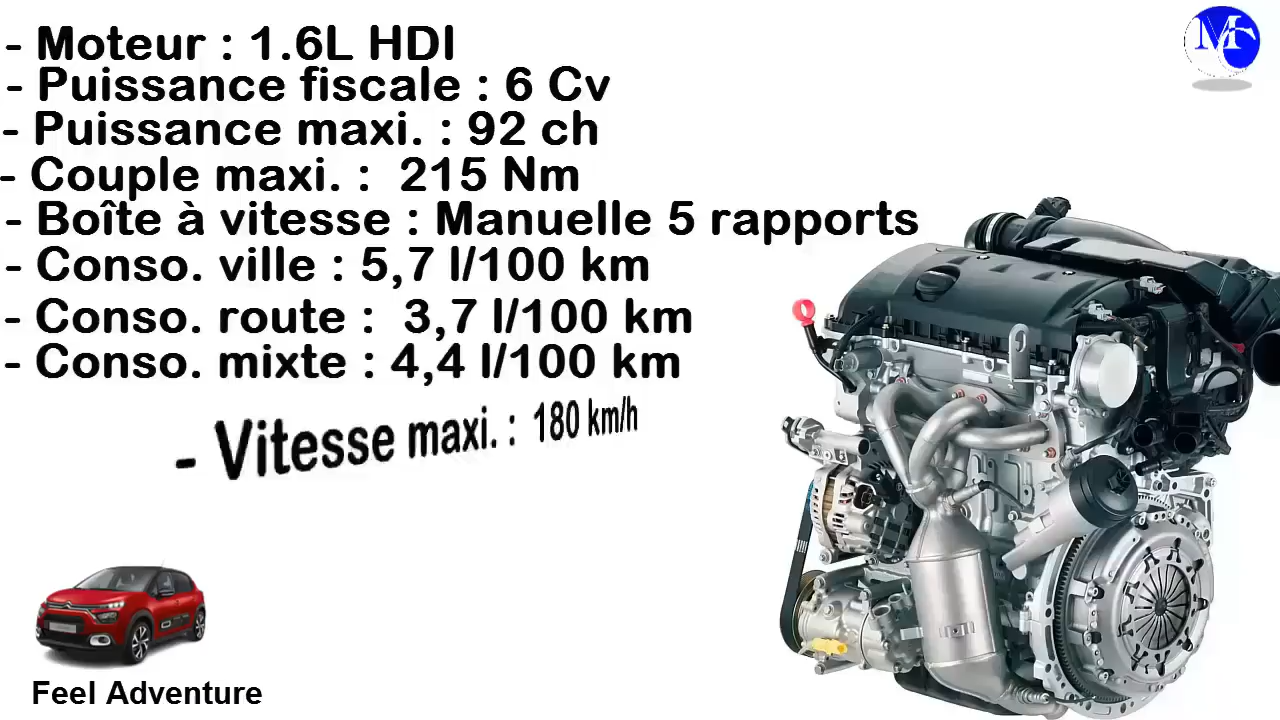 - Moteur : 1.6L HDI
- Puissance fiscale : 6 Cv
- Puissance maxi. : 92 ch
- Couple maxi. : 215 Nm
- Boîte à vitesse : Manuelle 5 rapports
- Conso. ville : 5,7 l/100 km
- Conso. route : 3,7 l/100 km
- Conso. mixte : 4,4 l/100 km
- Vitesse maxi. : 180 km/h
Feel Adventure